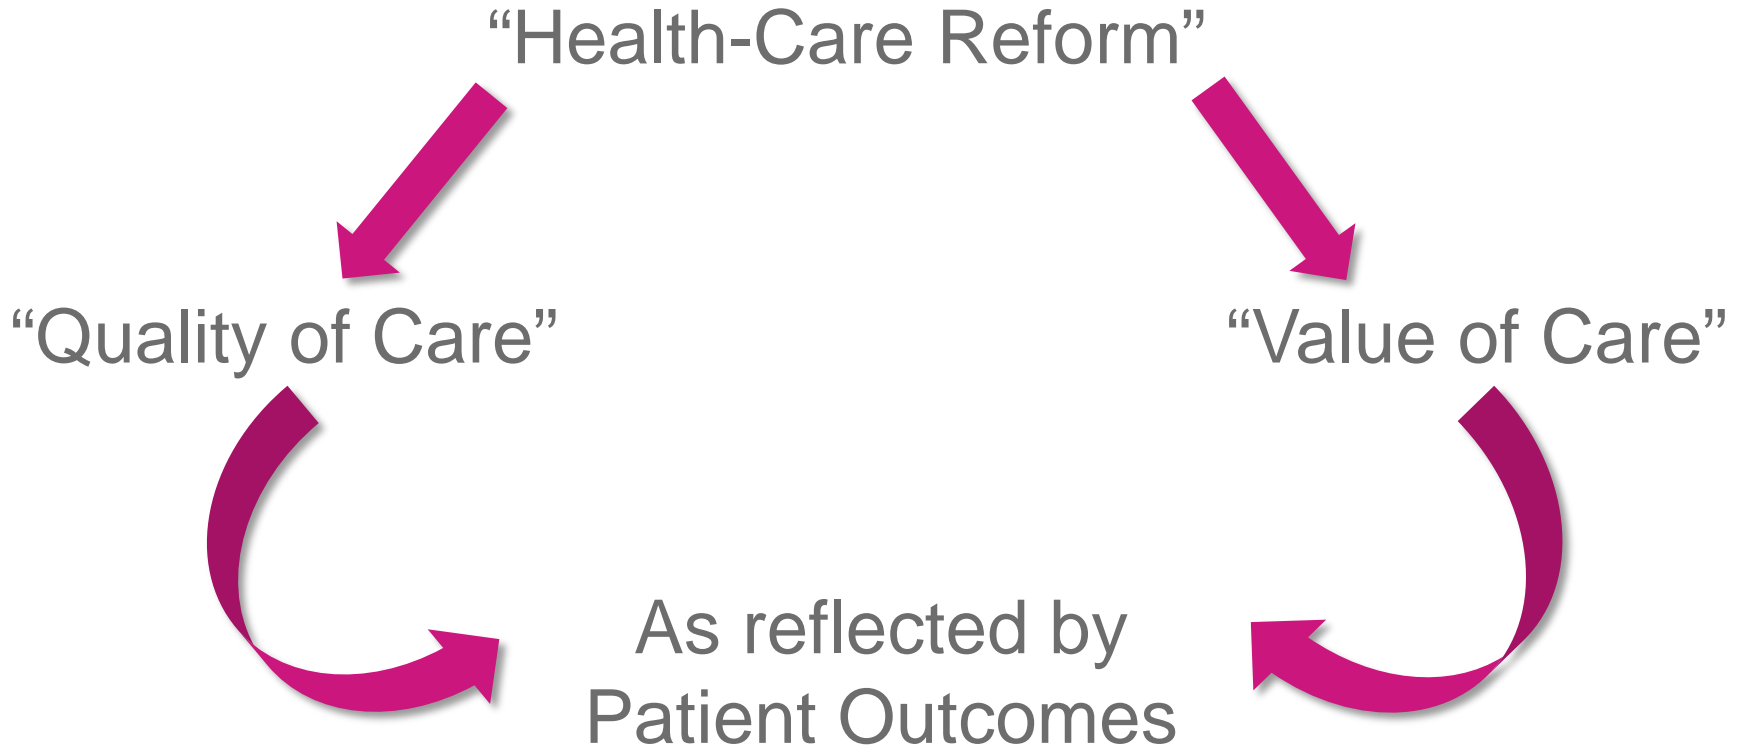 “Health-Care Reform”
“Quality of Care”
“Value of Care”
As reflected by
Patient Outcomes